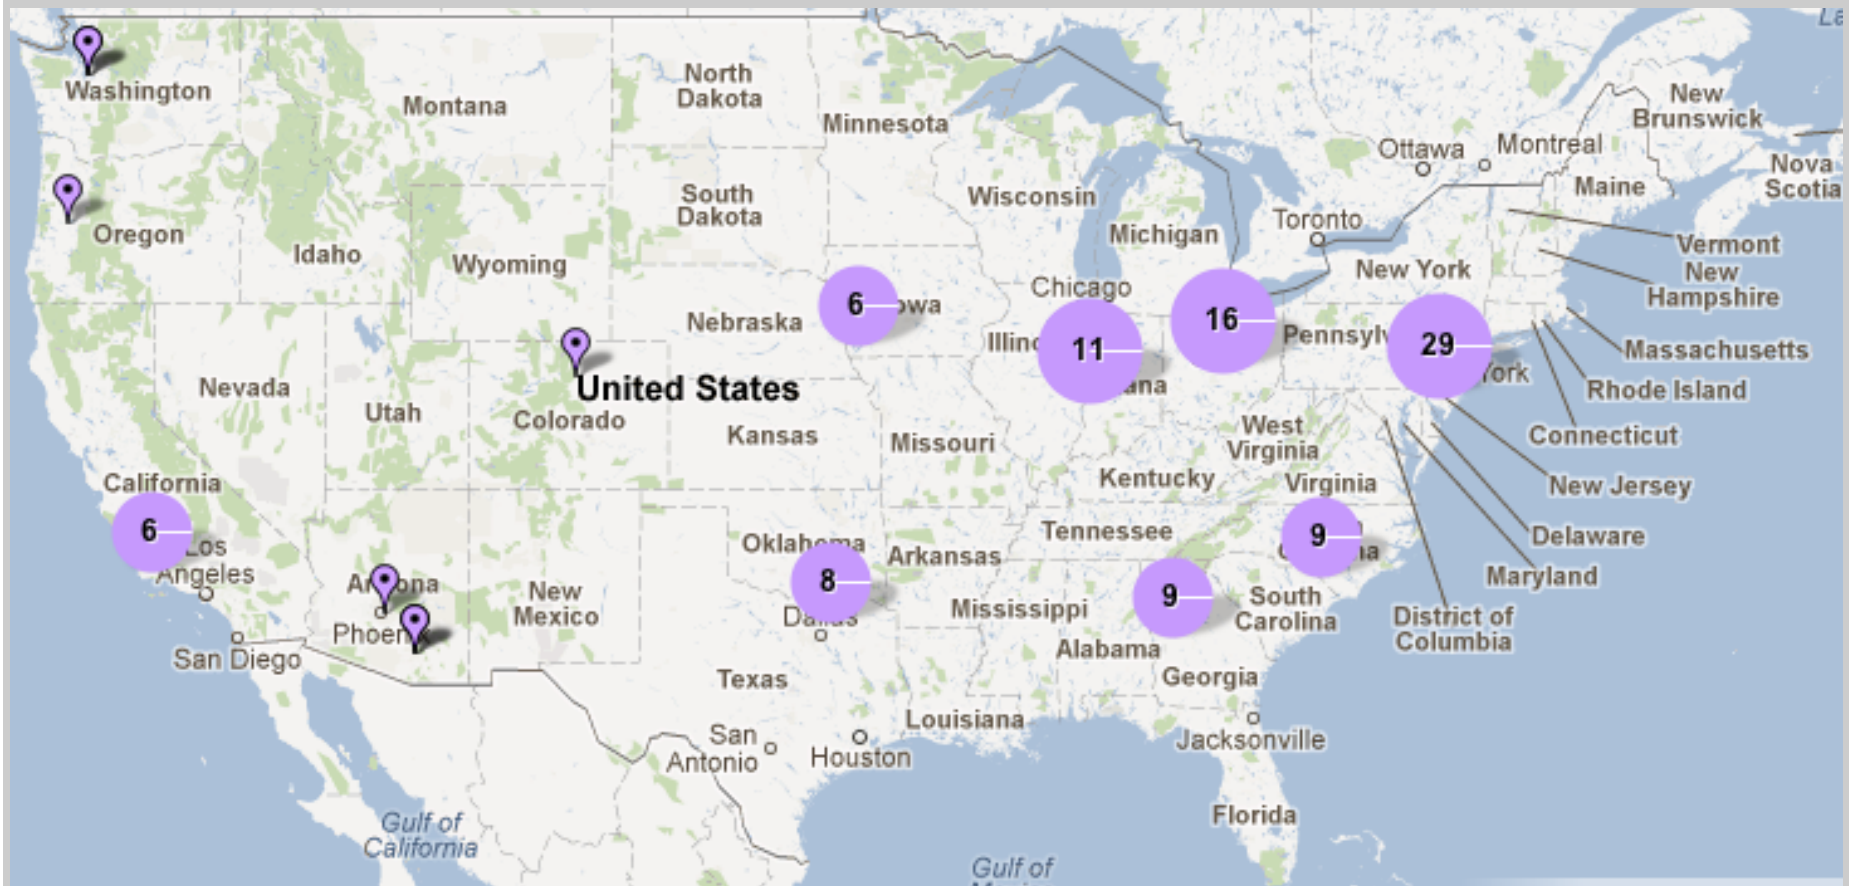 Washington
Montana
North
Dakota
Minnesota
New
Brunswick
Ottawa
Montreal
Nova
Scotia
Maine
Oregon
Idaho
Wyoming
South
Dakota
Wisconsin
Michigan
Toronto
Vermont
New York
New
Hampshire
Chicago
6
16
11
29
Nebraska
Massachusetts
Rhode Island
Connecticut
New Jersey
Delaware
Maryland
District of
Columbia
Nevada
Utah
United States
Colorado
Kansas
Missouri
West
Virginia
Kentucky
Virginia
California
6
Los
Angeles
San Diego
Arizona
Phoenix
New
Mexico
Oklahoma
8
Dallas
Arkansas
Tennessee
9
9
Mississippi
South
Carolina
Alabama
Georgia
Texas
Louisiana
San
Antonio
Houston
Jacksonville
Florida
Gulf of
California
Gulf of